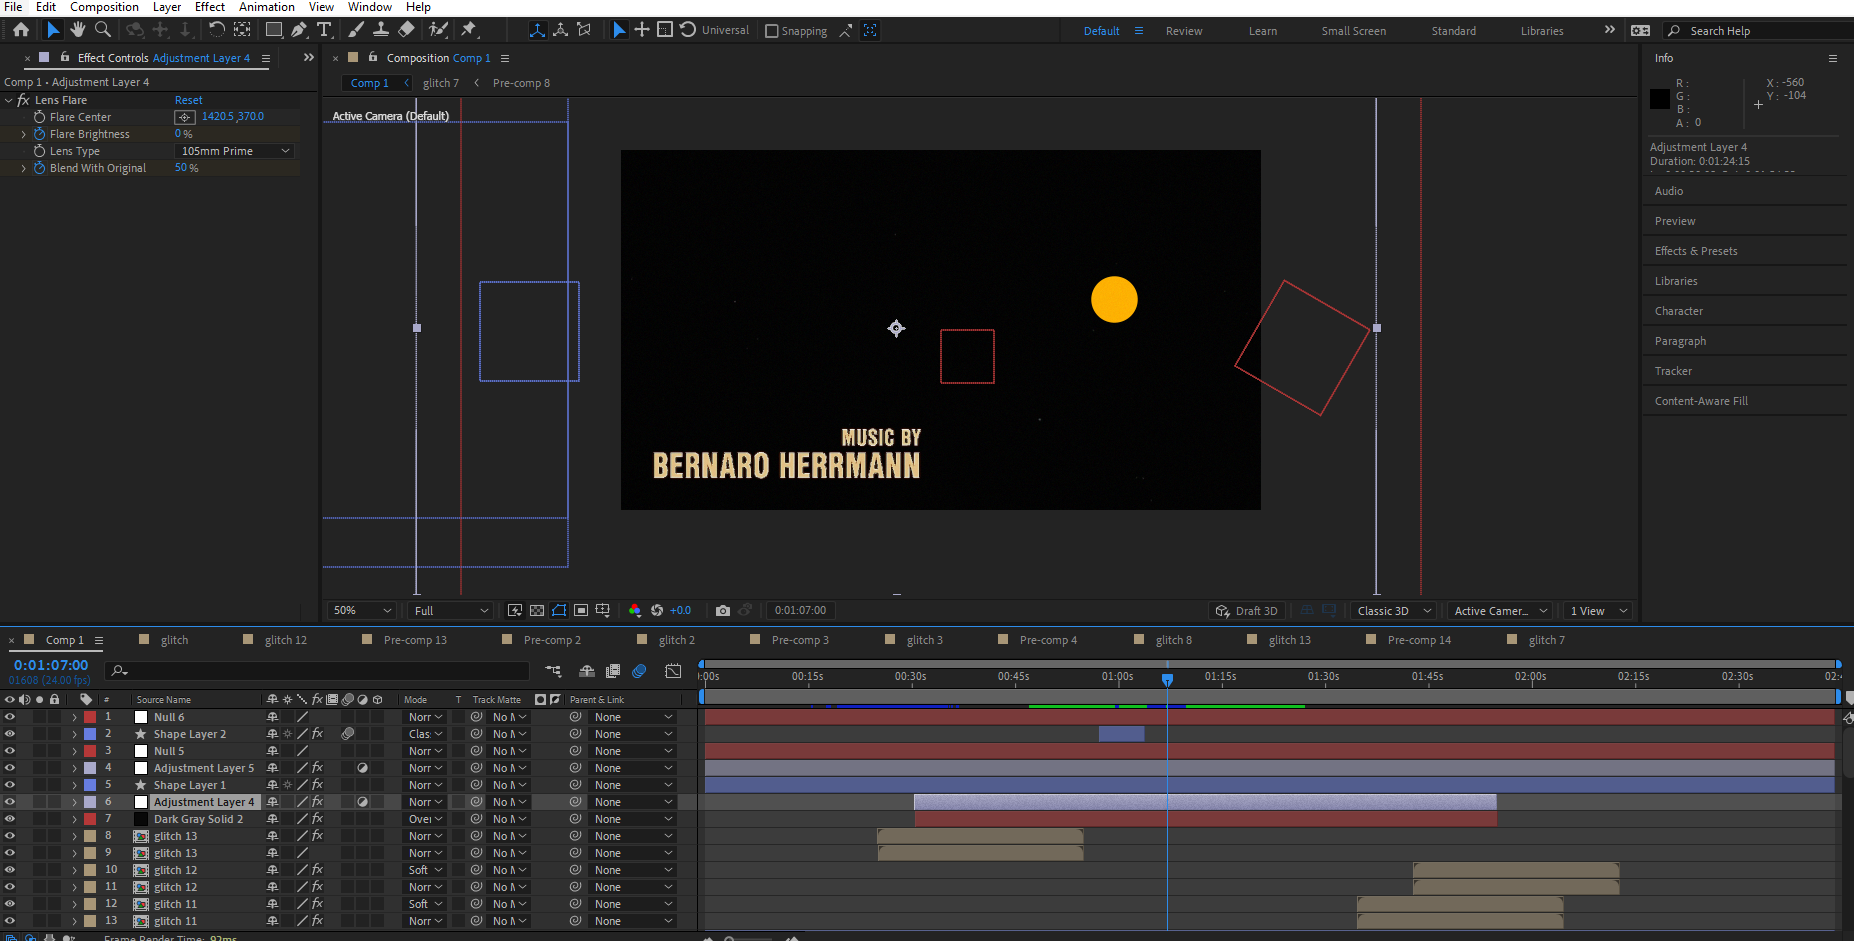 File Edit Composition Layer Effect Animation View Window Help
Universal Snapping Default Review Learn Small Screen Standard Libraries Search Help
Effect Controls Adjustment Layer 4
Comp 1 • Adjustment Layer 4
fx Lens Flare Reset
Flare Center 1420.5,370.0
Flare Brightness 0 %
Lens Type 105mm Prime
Blend With Original 50 %
Composition Comp 1
Comp 1 glitch 7 Pre-comp 8
Active Camera (Default)
MUSIC BY
BERNARO HERRMANN
50% Full +0.0 0:01:07:00 Draft 3D Classic 3D Active Camer... 1 View
Info
R :
G :
B :
A : 0
X : -560
Y : -104
Adjustment Layer 4
Duration: 0:01:24:15
Audio
Preview
Effects & Presets
Libraries
Character
Paragraph
Tracker
Content-Aware Fill
Comp 1 glitch glitch 12 Pre-comp 13 Pre-comp 2 glitch 2 Pre-comp 3 glitch 3 Pre-comp 4 glitch 8 glitch 13 Pre-comp 14 glitch 7
0:01:07:00
01608 (24.00 fps)
:00s 00:15s 00:30s 00:45s 01:00s 01:15s 01:30s 01:45s 02:00s 02:15s 02:30s 02:4
# Source Name fx Mode T Track Matte Parent & Link
1 Null 6 Norr No M None
2 Shape Layer 2 fx Clas No M None
3 Null 5 Norr No M None
4 Adjustment Layer 5 fx Norr No M None
5 Shape Layer 1 fx Norr No M None
6 Adjustment Layer 4 fx Norr No M None
7 Dark Gray Solid 2 Over No M None
8 glitch 13 fx Norr No M None
9 glitch 13 Norr No M None
10 glitch 12 fx Soft No M None
11 glitch 12 fx Norr No M None
12 glitch 11 fx Soft No M None
13 glitch 11 fx Norr No M None
Frame Render Time: 92ms